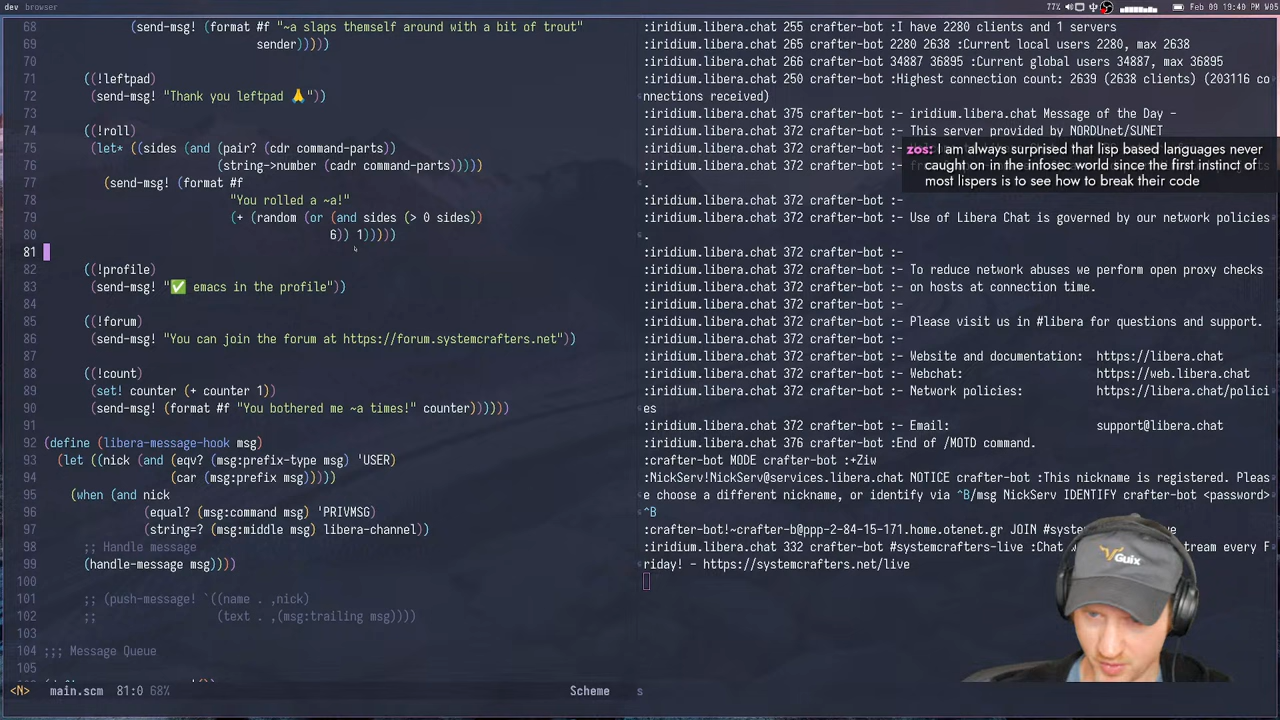 dev browser
77% Feb 09 19:40 PM W05
68 (send-msg! (format #f "~a slaps themself around with a bit of trout"
69 sender)))))
70
71 ((!leftpad)
72 (send-msg! "Thank you leftpad 🙏"))
73
74 ((!roll)
75 (let* ((sides (and (pair? (cdr command-parts))
76 (string->number (cadr command-parts)))))
77 (send-msg! (format #f
78 "You rolled a ~a!"
79 (+ (random (or (and sides (> 0 sides))
80 6)) 1)))))
81
82 ((!profile)
83 (send-msg! "✅ emacs in the profile"))
84
85 ((!forum)
86 (send-msg! "You can join the forum at https://forum.systemcrafters.net"))
87
88 ((!count)
89 (set! counter (+ counter 1))
90 (send-msg! (format #f "You bothered me ~a times!" counter))))))
91
92 (define (libera-message-hook msg)
93 (let ((nick (and (eqv? (msg:prefix-type msg) 'USER)
94 (car (msg:prefix msg)))))
95 (when (and nick
96 (equal? (msg:command msg) 'PRIVMSG)
97 (string=? (msg:middle msg) libera-channel))
98 ;; Handle message
99 (handle-message msg))))
100
101 ;; (push-message! `((name . ,nick)
102 ;; (text . ,(msg:trailing msg))))
103
104 ;;; Message Queue
105
<N> main.scm 81:0 68% Scheme
:iridium.libera.chat 255 crafter-bot :I have 2280 clients and 1 servers
:iridium.libera.chat 265 crafter-bot 2280 2638 :Current local users 2280, max 2638
:iridium.libera.chat 266 crafter-bot 34887 36895 :Current global users 34887, max 36895
:iridium.libera.chat 250 crafter-bot :Highest connection count: 2639 (2638 clients) (203116 co
nnections received)
:iridium.libera.chat 375 crafter-bot :- iridium.libera.chat Message of the Day -
:iridium.libera.chat 372 crafter-bot :- This server provided by NORDUnet/SUNET
:iridium.libera.chat 372
:iridium.libera.chat 372
:iridium.libera.chat 372
.
zos: I am always surprised that lisp based languages never
caught on in the infosec world since the first instinct of
most lispers is to see how to break their code
:iridium.libera.chat 372 crafter-bot :-
:iridium.libera.chat 372 crafter-bot :- Use of Libera Chat is governed by our network policies
.
:iridium.libera.chat 372 crafter-bot :-
:iridium.libera.chat 372 crafter-bot :- To reduce network abuses we perform open proxy checks
on hosts at connection time.
:iridium.libera.chat 372 crafter-bot :-
:iridium.libera.chat 372 crafter-bot :- Please visit us in #libera for questions and support.
:iridium.libera.chat 372 crafter-bot :-
:iridium.libera.chat 372 crafter-bot :- Website and documentation: https://libera.chat
:iridium.libera.chat 372 crafter-bot :- Webchat: https://web.libera.chat
:iridium.libera.chat 372 crafter-bot :- Network policies: https://libera.chat/polici
es
:iridium.libera.chat 372 crafter-bot :- Email: support@libera.chat
:iridium.libera.chat 376 crafter-bot :End of /MOTD command.
:crafter-bot MODE crafter-bot :+Ziw
:NickServ!NickServ@services.libera.chat NOTICE crafter-bot :This nickname is registered. Pleas
e choose a different nickname, or identify via ^B/msg NickServ IDENTIFY crafter-bot <password>
^B
:crafter-bot!~crafter-b@ppp-2-84-15-171.home.otenet.gr JOIN
:iridium.libera.chat 332 crafter-bot #systemcrafters-live :Chat
stream every F
riday! - https://systemcrafters.net/live
s
Guix